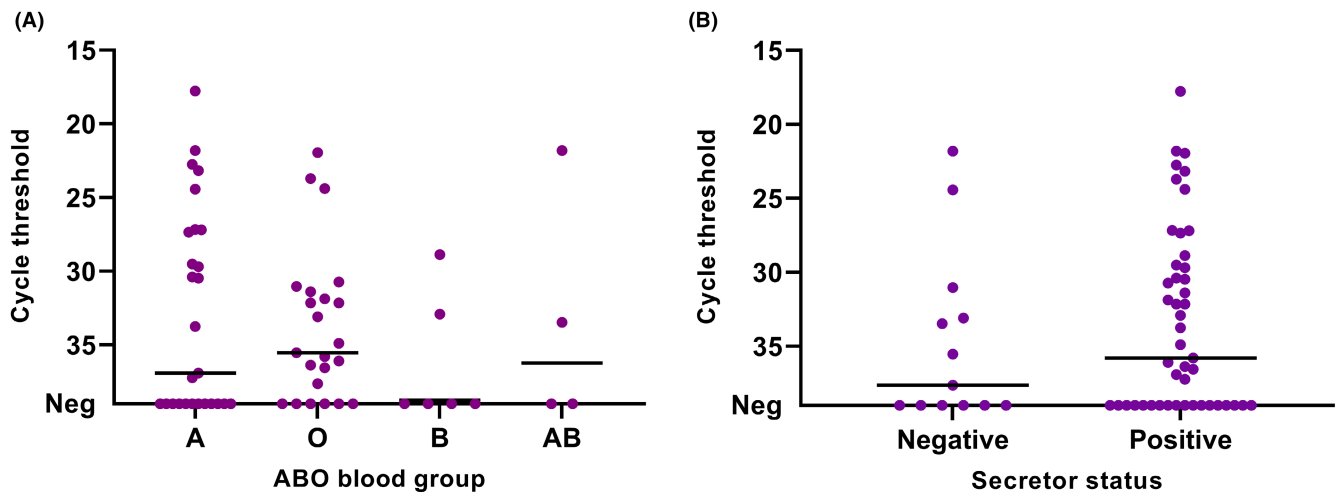 (A)
15
20
25
30
35
Neg
Cycle threshold
A O B AB
ABO blood group
(B)
15
20
25
30
35
Neg
Cycle threshold
Negative Positive
Secretor status